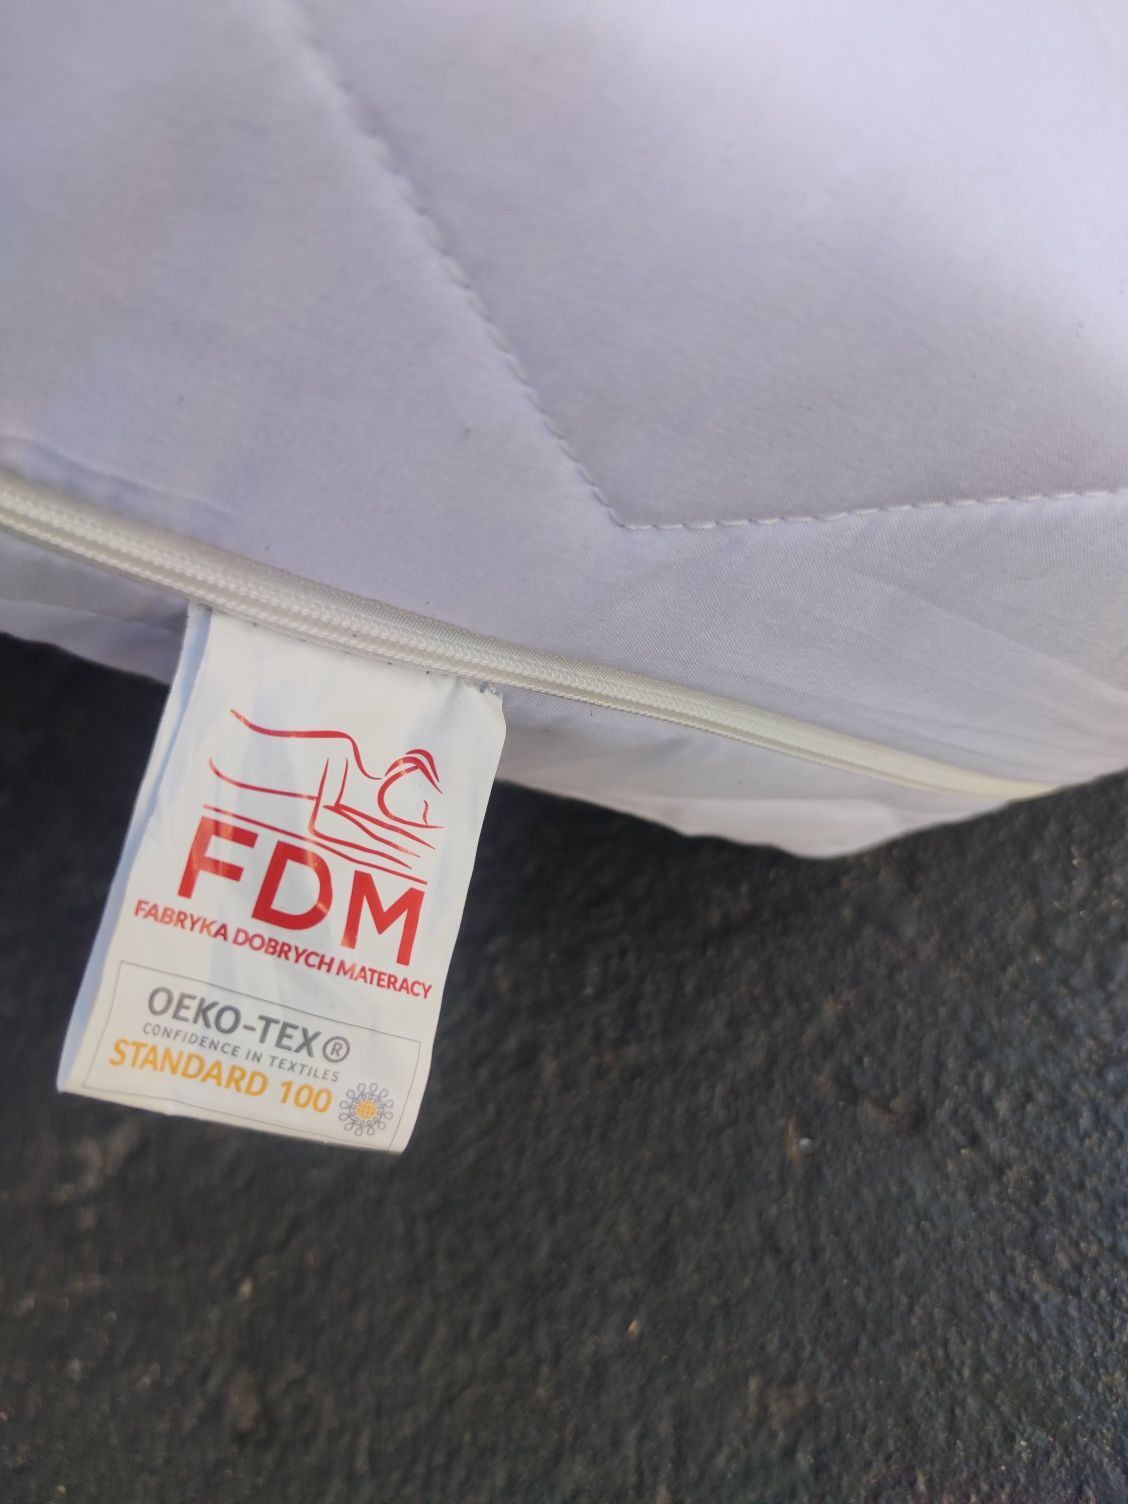 FDM
FABRYKA DOBRYCH MATERACY
OEKO-TEX®
CONFIDENCE IN TEXTILES
STANDARD 100